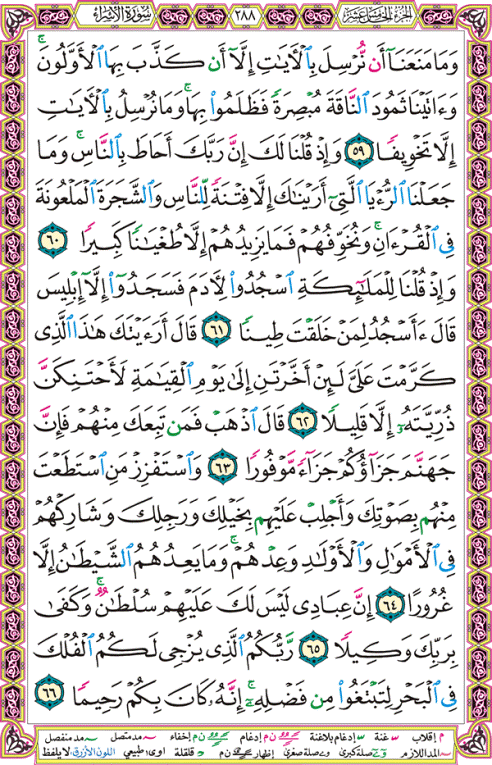 الجزء الخامس عشر ٢٨٨ سورة الإسراء
وَمَا مَنَعَنَآ أَن نُّرْسِلَ بِٱلْأَيَٰتِ إِلَّآ أَن كَذَّبَ بِهَا ٱلْأَوَّلُونَ ۚ
وَءَاتَيْنَا ثَمُودَ ٱلنَّاقَةَ مُبْصِرَةً فَظَلَمُوا۟ بِهَا ۚ وَمَا نُرْسِلُ بِٱلْأَيَٰتِ
إِلَّا تَخْوِيفًا ٥٩ وَإِذْ قُلْنَا لَكَ إِنَّ رَبَّكَ أَحَاطَ بِٱلنَّاسِ ۚ وَمَا
جَعَلْنَا ٱلرُّءْيَا ٱلَّتِىٓ أَرَيْنَٰكَ إِلَّا فِتْنَةً لِّلنَّاسِ وَٱلشَّجَرَةَ ٱلْمَلْعُونَةَ
فِى ٱلْقُرْءَانِ ۚ وَنُخَوِّفُهُمْ فَمَا يَزِيدُهُمْ إِلَّا طُغْيَٰنًا كَبِيرًا ٦٠
وَإِذْ قُلْنَا لِلْمَلَٰٓئِكَةِ ٱسْجُدُوا۟ لِأَدَمَ فَسَجَدُوٓا۟ إِلَّآ إِبْلِيسَ
قَالَ ءَأَسْجُدُ لِمَنْ خَلَقْتَ طِينًا ٦١ قَالَ أَرَءَيْتَكَ هَٰذَا ٱلَّذِى
كَرَّمْتَ عَلَىَّ لَئِنْ أَخَّرْتَنِ إِلَىٰ يَوْمِ ٱلْقِيَٰمَةِ لَأَحْتَنِكَنَّ
ذُرِّيَّتَهُۥٓ إِلَّا قَلِيلًا ٦٢ قَالَ ٱذْهَبْ فَمَن تَبِعَكَ مِنْهُمْ فَإِنَّ
جَهَنَّمَ جَزَآؤُكُمْ جَزَآءً مَّوْفُورًا ٦٣ وَٱسْتَفْزِزْ مَنِ ٱسْتَطَعْتَ
مِنْهُم بِصَوْتِكَ وَأَجْلِبْ عَلَيْهِم بِخَيْلِكَ وَرَجِلِكَ وَشَارِكْهُمْ
فِى ٱلْأَمْوَٰلِ وَٱلْأَوْلَٰدِ وَعِدْهُمْ ۚ وَمَا يَعِدُهُمُ ٱلشَّيْطَٰنُ إِلَّا
غُرُورًا ٦٤ إِنَّ عِبَادِى لَيْسَ لَكَ عَلَيْهِمْ سُلْطَٰنٌ ۚ وَكَفَىٰ
بِرَبِّكَ وَكِيلًا ٦٥ رَّبُّكُمُ ٱلَّذِى يُزْجِى لَكُمُ ٱلْفُلْكَ
فِى ٱلْبَحْرِ لِتَبْتَغُوا۟ مِن فَضْلِهِۦٓ ۚ إِنَّهُۥ كَانَ بِكُمْ رَحِيمًا ٦٦
م إقلاب غنة إدغام بلاغنة ن م إدغام ن م إخفاء مد متصل مد منفصل
المد اللازم صلة كبرى صلة صغرى إظهار ن م قلقلة اوى: طبيعي اللون الأزرق: لا يلفظ